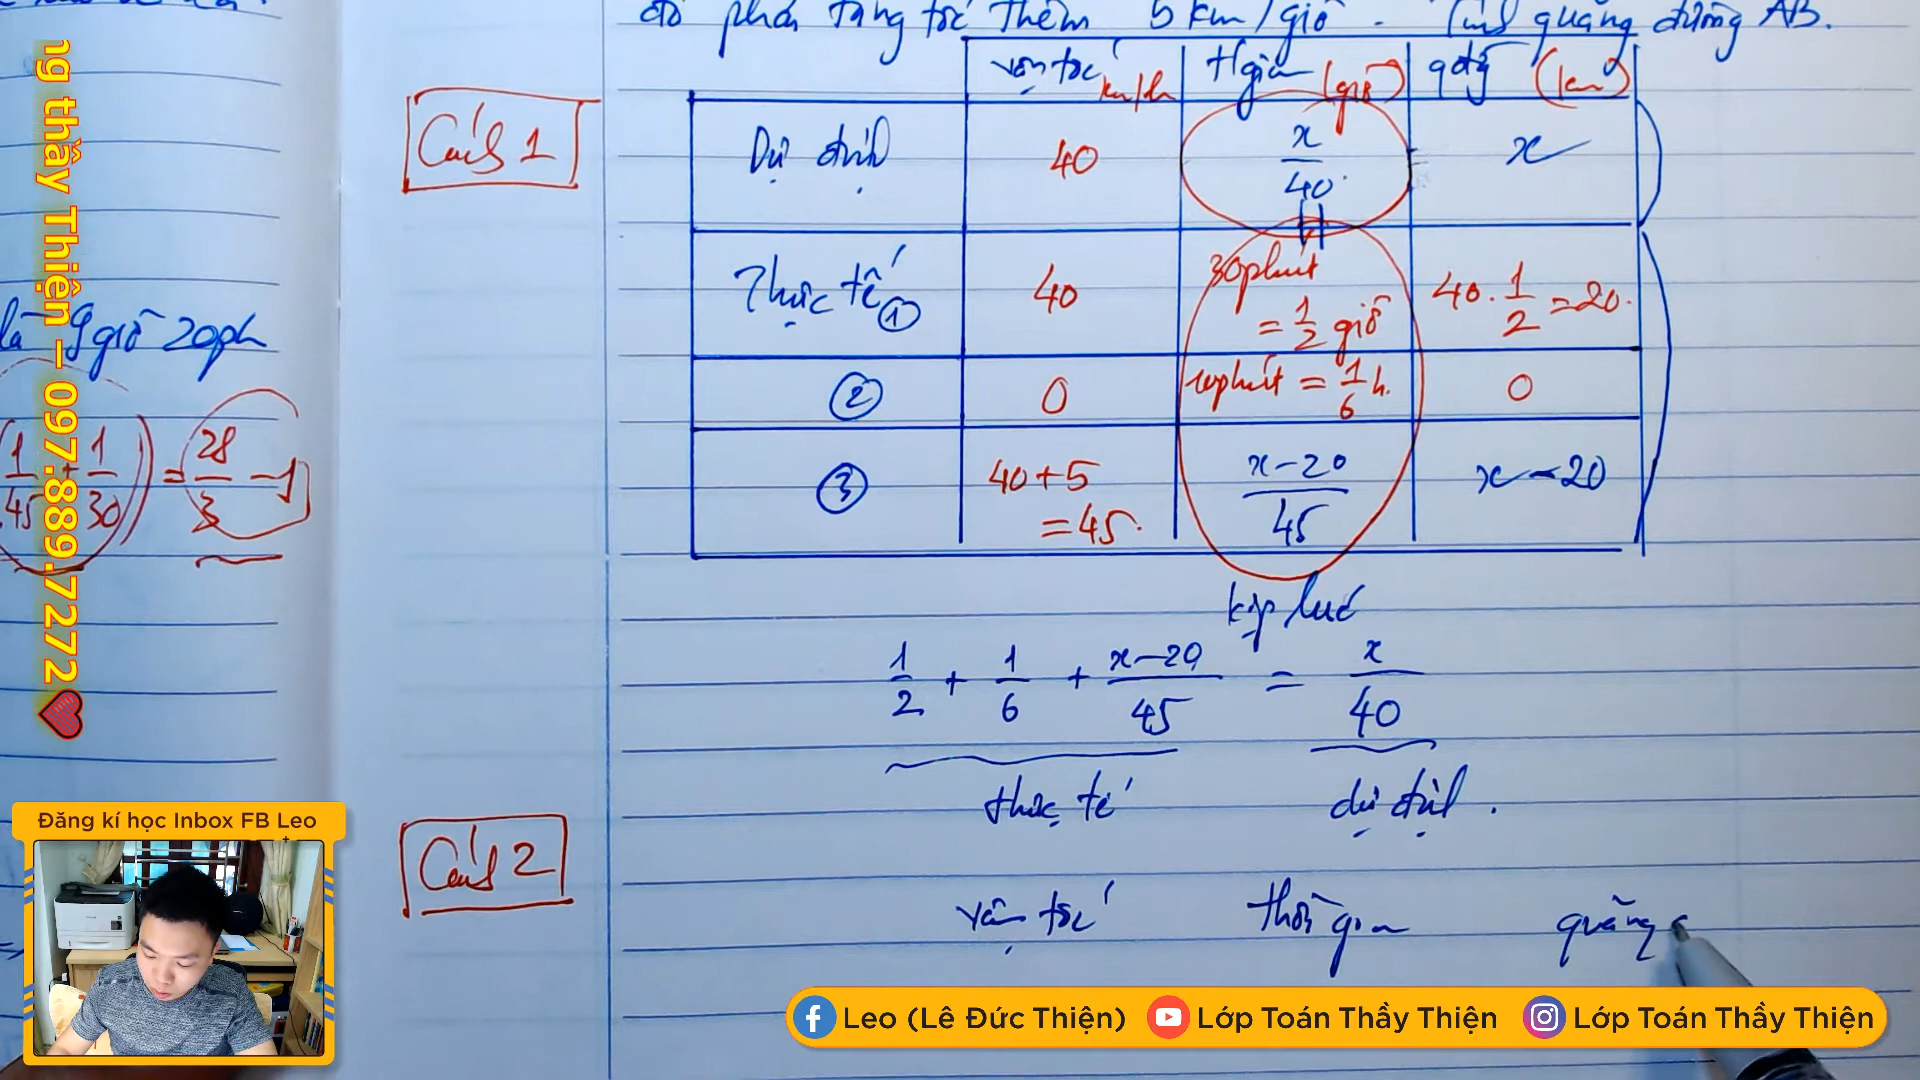 đó phải tăng tốc thêm 5 km/giờ. Tính quãng đường AB.
vận tốc km/h tgian (giờ) qđg (km)
Cách 1
Dự định 40 x/40 x
Thực tế ① 40 30 phút = 1/2 giờ 40 . 1/2 = 20.
② 0 10 phút = 1/6 h. 0
③ 40 + 5 = 45. x - 20/45 x - 20
kịp lúc
1/2 + 1/6 + x - 20/45 = x/40
thực tế dự định.
Cách 2
vận tốc thời gian quãng
là 9 giờ 20ph
1/45 + 1/30) = 28/3 - 1
ng thầy Thiện – 097.889.7272
Đăng kí học Inbox FB Leo
Leo (Lê Đức Thiện) Lớp Toán Thầy Thiện Lớp Toán Thầy Thiện